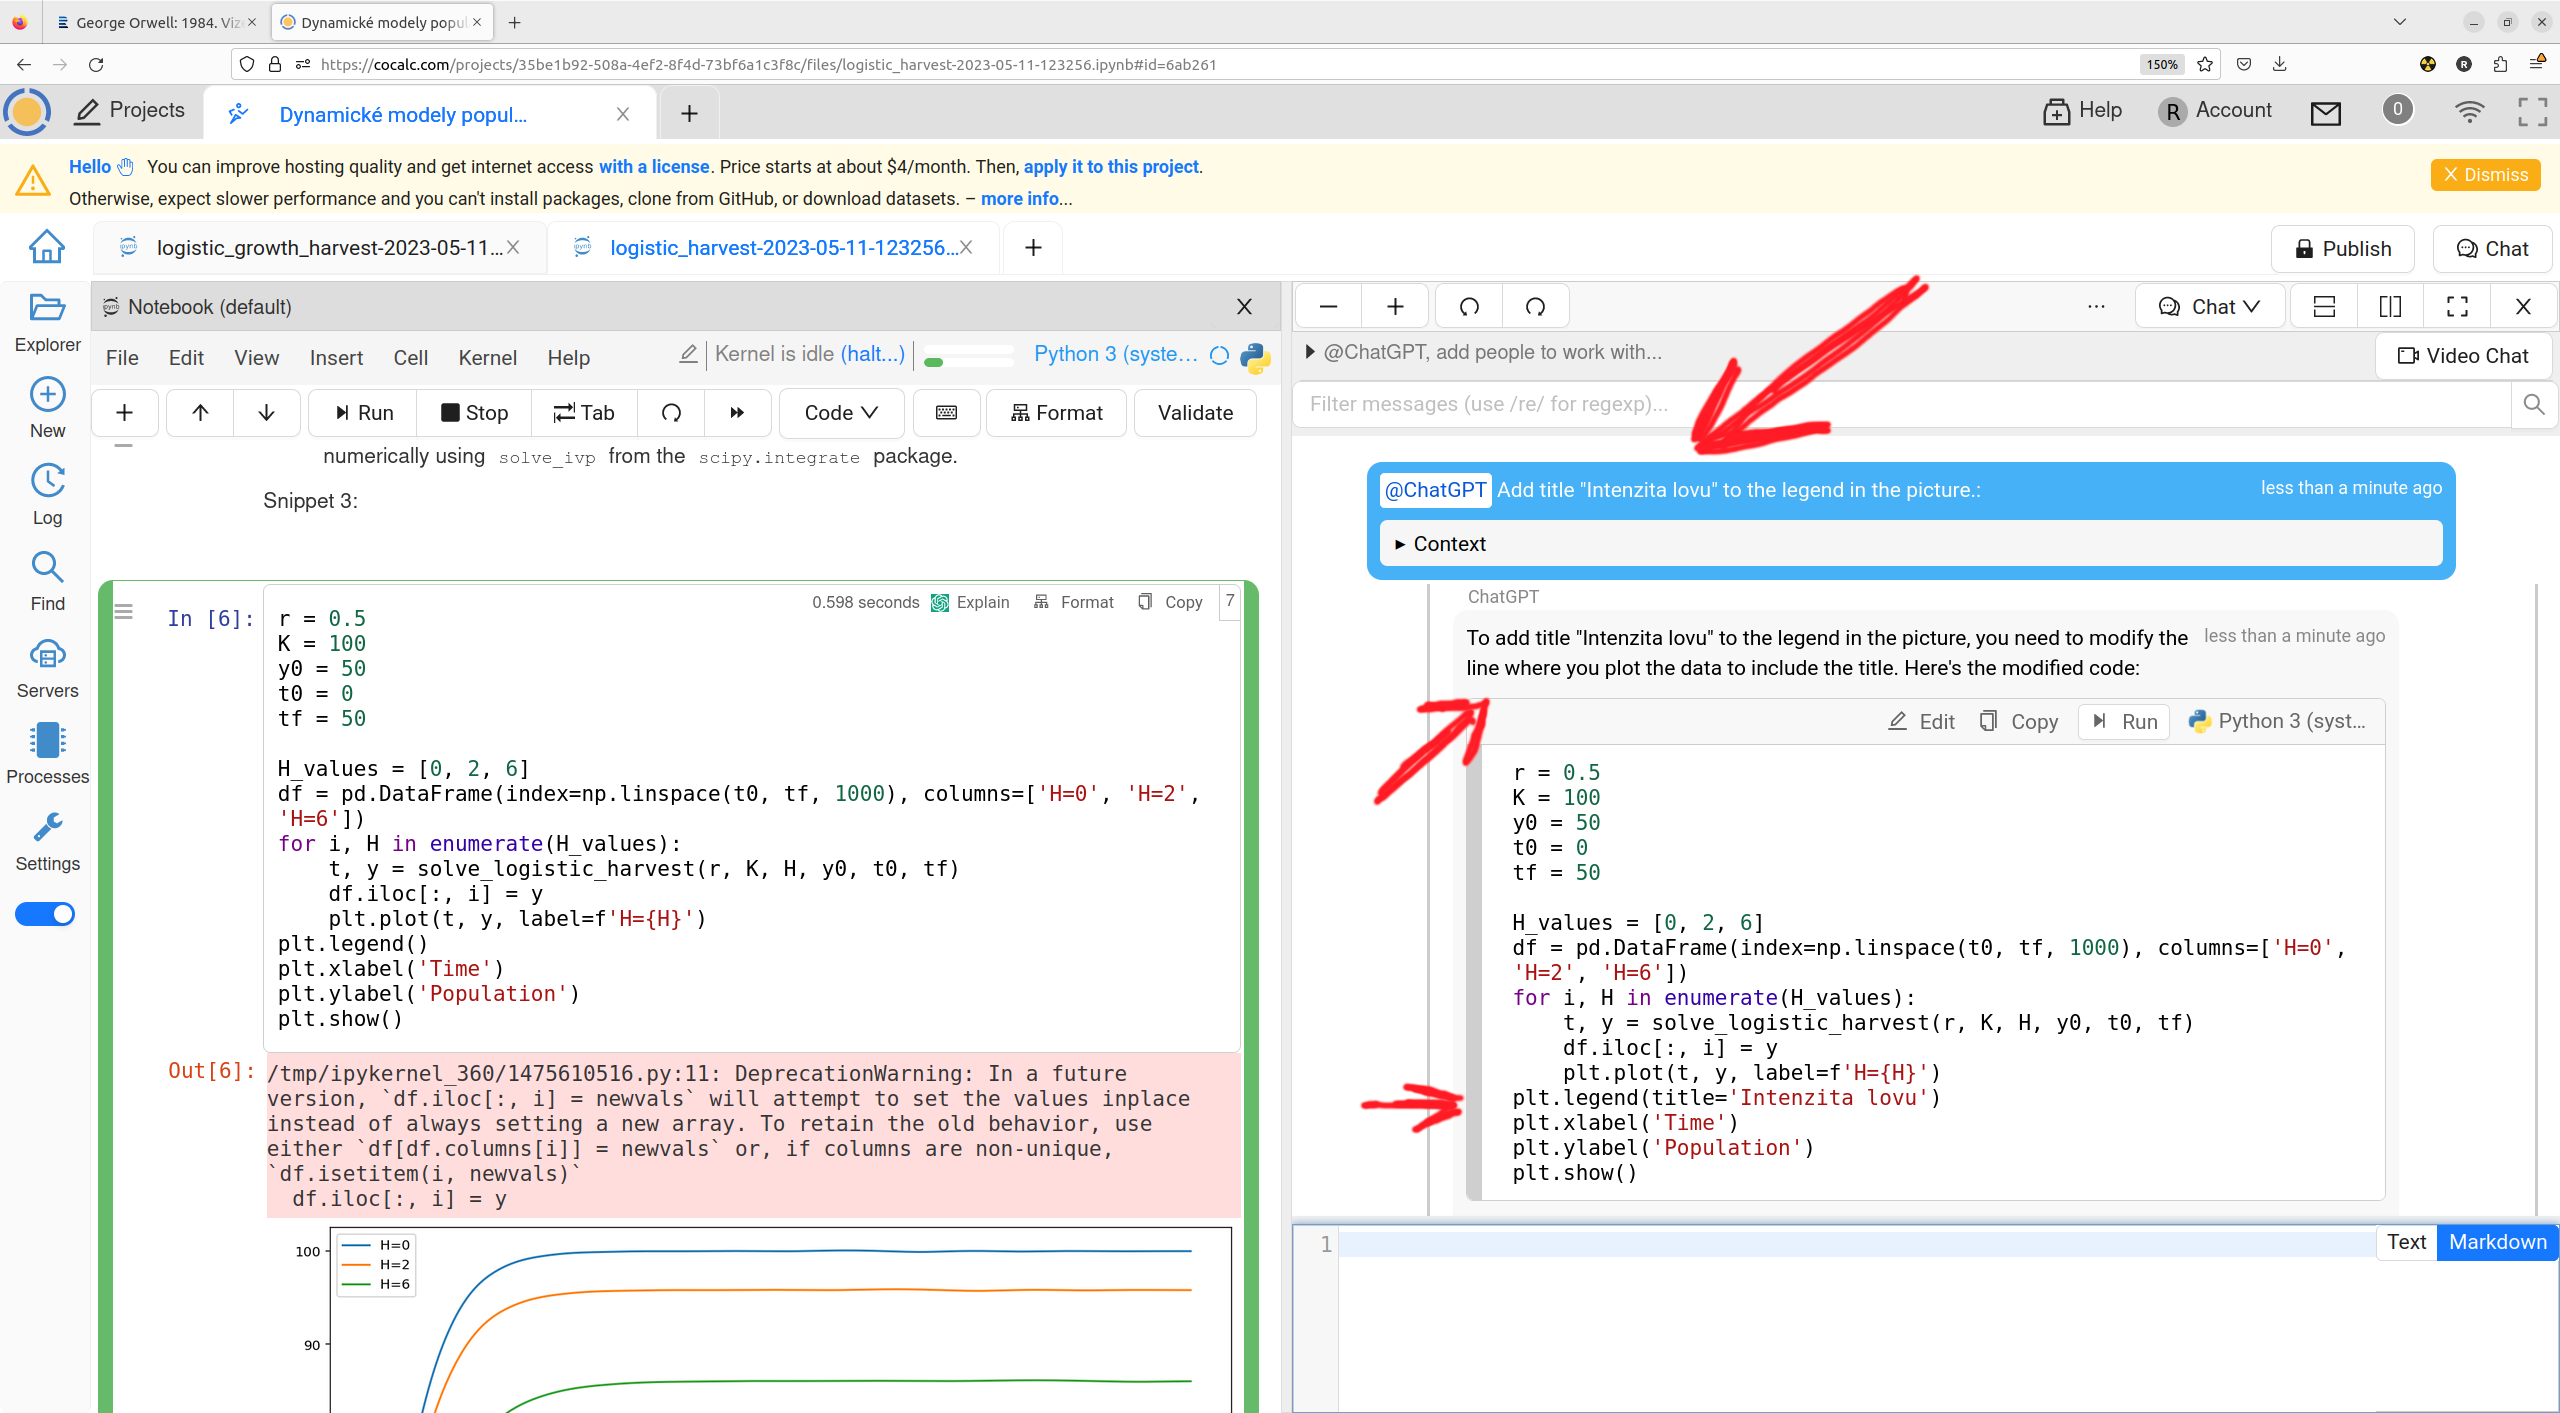 George Orwell: 1984. Viz
Dynamické modely popul
https://cocalc.com/projects/35be1b92-508a-4ef2-8f4d-73bf6a1c3f8c/files/logistic_harvest-2023-05-11-123256.ipynb#id=6ab261
150%
Projects
Dynamické modely popul...
Help
R Account
0
Hello You can improve hosting quality and get internet access with a license. Price starts at about $4/month. Then, apply it to this project.
Otherwise, expect slower performance and you can't install packages, clone from GitHub, or download datasets. – more info...
Dismiss
logistic_growth_harvest-2023-05-11...
logistic_harvest-2023-05-11-123256...
Publish
Chat
Explorer
New
Log
Find
Servers
Processes
Settings
Notebook (default)
File Edit View Insert Cell Kernel Help
Kernel is idle (halt...)
Python 3 (syste...
Run
Stop
Tab
Code
Format
Validate
numerically using solve_ivp from the scipy.integrate package.
Snippet 3:
0.598 seconds Explain Format Copy 7
In [6]:
r = 0.5
K = 100
y0 = 50
t0 = 0
tf = 50
H_values = [0, 2, 6]
df = pd.DataFrame(index=np.linspace(t0, tf, 1000), columns=['H=0', 'H=2',
'H=6'])
for i, H in enumerate(H_values):
    t, y = solve_logistic_harvest(r, K, H, y0, t0, tf)
    df.iloc[:, i] = y
    plt.plot(t, y, label=f'H={H}')
plt.legend()
plt.xlabel('Time')
plt.ylabel('Population')
plt.show()
Out[6]:
/tmp/ipykernel_360/1475610516.py:11: DeprecationWarning: In a future
version, `df.iloc[:, i] = newvals` will attempt to set the values inplace
instead of always setting a new array. To retain the old behavior, use
either `df[df.columns[i]] = newvals` or, if columns are non-unique,
`df.isetitem(i, newvals)`
  df.iloc[:, i] = y
100
90
H=0
H=2
H=6
Chat
@ChatGPT, add people to work with...
Video Chat
Filter messages (use /re/ for regexp)...
@ChatGPT Add title "Intenzita lovu" to the legend in the picture.:
less than a minute ago
Context
ChatGPT
To add title "Intenzita lovu" to the legend in the picture, you need to modify the
line where you plot the data to include the title. Here's the modified code:
less than a minute ago
Edit Copy Run Python 3 (syst...
r = 0.5
K = 100
y0 = 50
t0 = 0
tf = 50
H_values = [0, 2, 6]
df = pd.DataFrame(index=np.linspace(t0, tf, 1000), columns=['H=0',
'H=2', 'H=6'])
for i, H in enumerate(H_values):
    t, y = solve_logistic_harvest(r, K, H, y0, t0, tf)
    df.iloc[:, i] = y
    plt.plot(t, y, label=f'H={H}')
plt.legend(title='Intenzita lovu')
plt.xlabel('Time')
plt.ylabel('Population')
plt.show()
1
Text Markdown